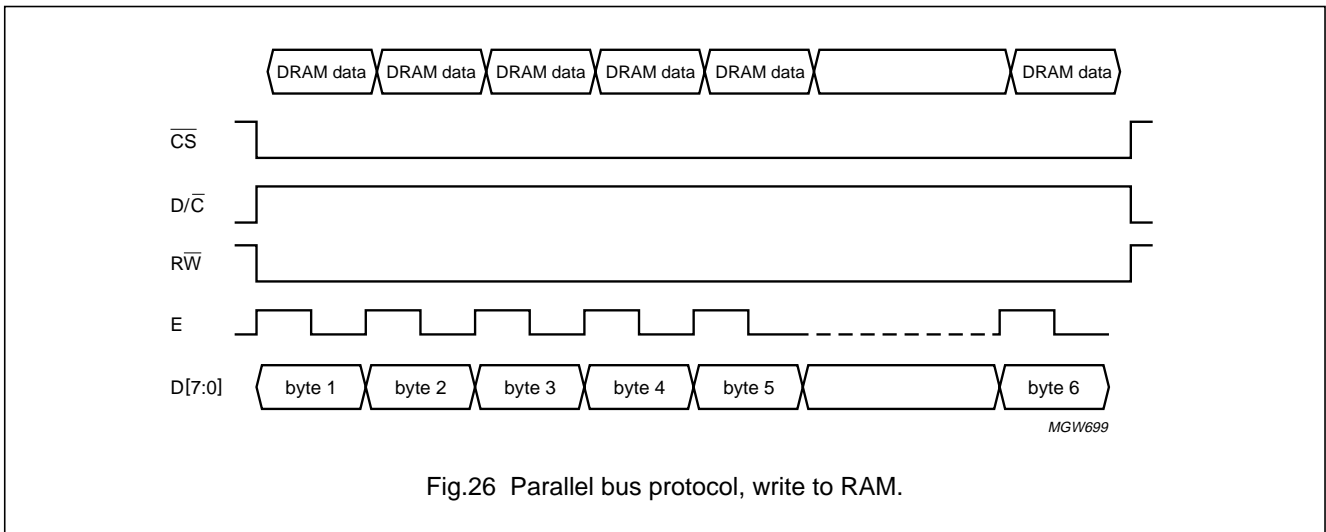 DRAM data DRAM data DRAM data DRAM data DRAM data DRAM data
C̅S̅
D/C̅
RW̅
E
D[7:0] byte 1 byte 2 byte 3 byte 4 byte 5 byte 6
MGW699
Fig.26 Parallel bus protocol, write to RAM.